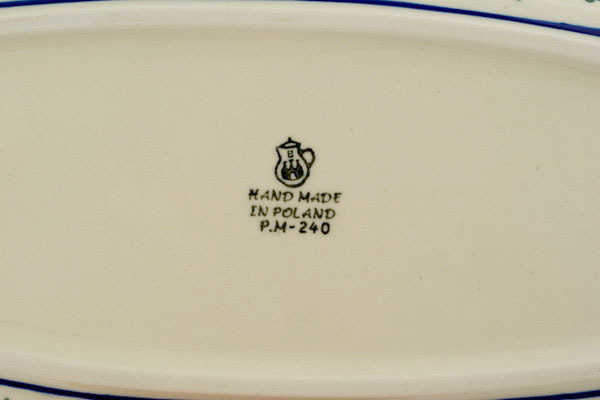 B
HAND MADE
IN POLAND
P.M-240